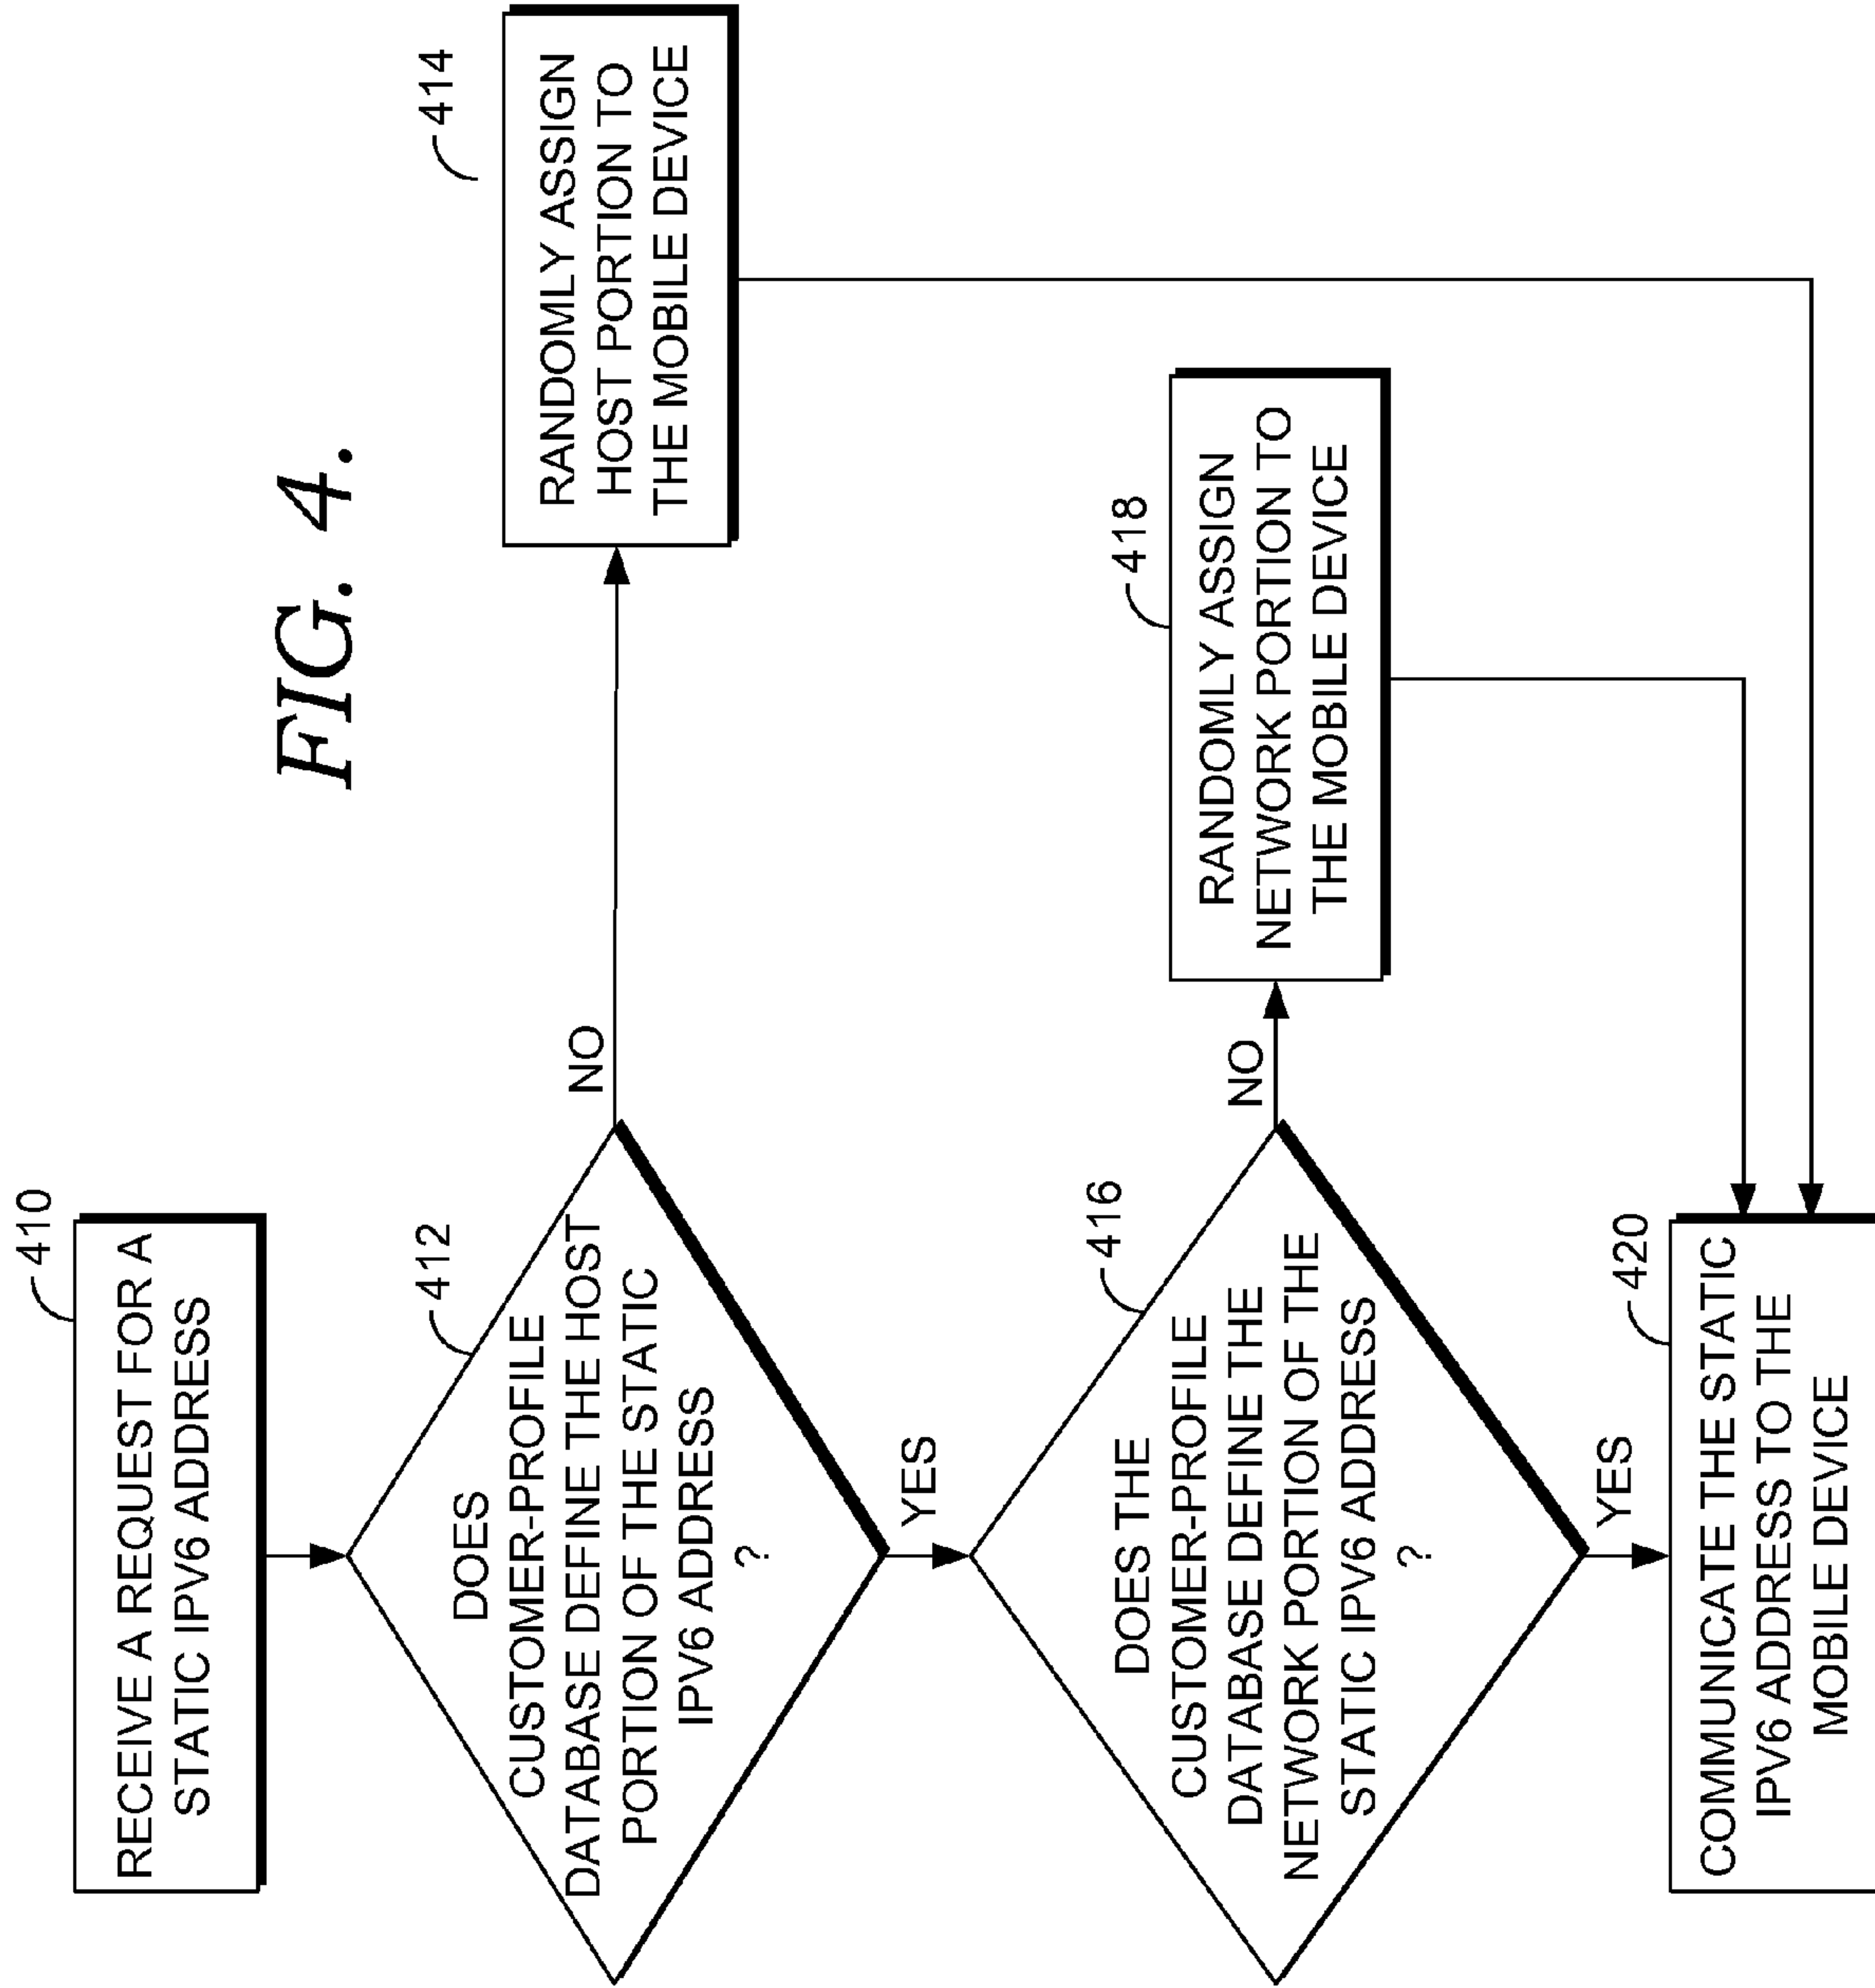 FIG. 4.
410
RECEIVE A REQUEST FOR A
STATIC IPV6 ADDRESS
412
DOES
CUSTOMER-PROFILE
DATABASE DEFINE THE HOST
PORTION OF THE STATIC
IPV6 ADDRESS
?
NO
414
RANDOMLY ASSIGN
HOST PORTION TO
THE MOBILE DEVICE
YES
416
DOES THE
CUSTOMER-PROFILE
DATABASE DEFINE THE
NETWORK PORTION OF THE
STATIC IPV6 ADDRESS
?
NO
418
RANDOMLY ASSIGN
NETWORK PORTION TO
THE MOBILE DEVICE
YES
420
COMMUNICATE THE STATIC
IPV6 ADDRESS TO THE
MOBILE DEVICE